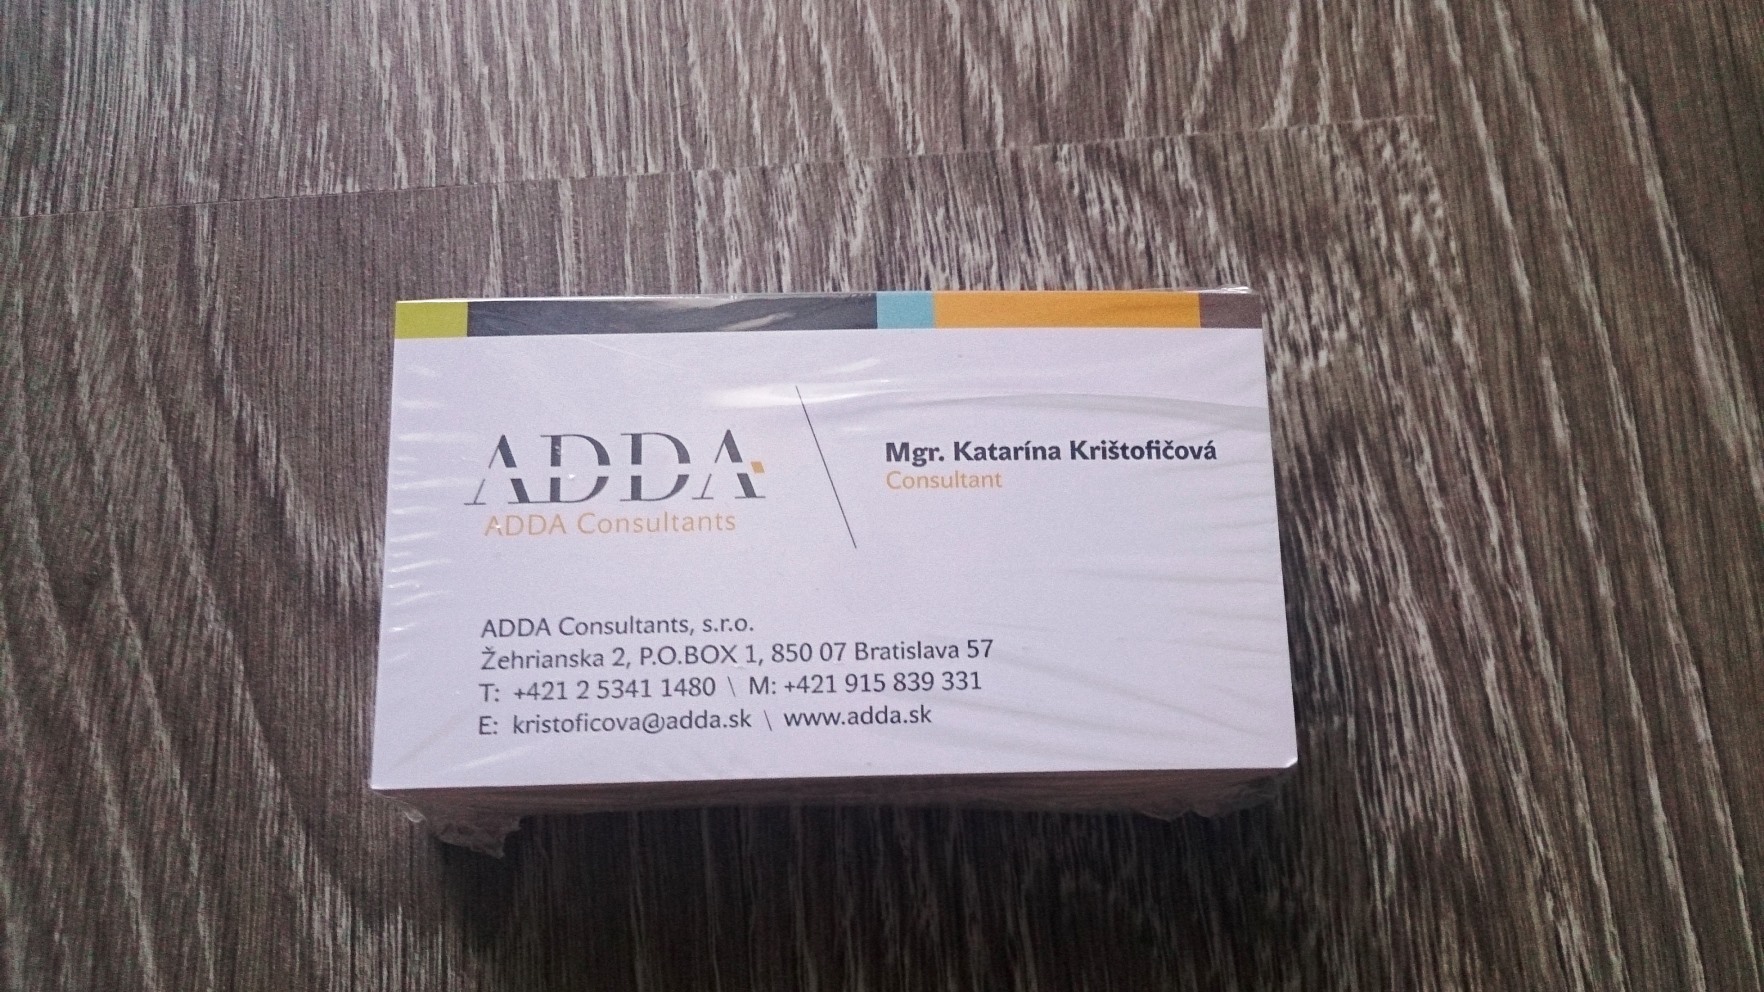 ADDA
ADDA Consultants
Mgr. Katarína Krištofičová
Consultant
ADDA Consultants, s.r.o.
Žehrianska 2, P.O.BOX 1, 850 07 Bratislava 57
T: +421 2 5341 1480 \ M: +421 915 839 331
E: kristoficova@adda.sk \ www.adda.sk